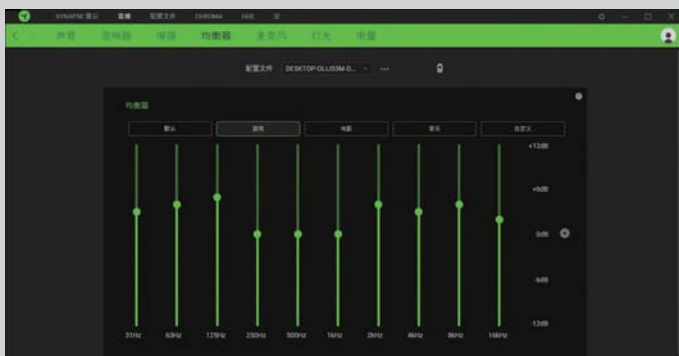 SYNAPSE 雷云 音频 配置文件 CHROMA
声音 混响器 增强 均衡器 麦克风 灯光 电量
配置文件 DESKTOP-OLUJS3M-D...
均衡器
默认 游戏 电影 音乐 自定义
+12dB
+6dB
0dB
-6dB
-12dB
31Hz 63Hz 125Hz 250Hz 500Hz 1kHz 2kHz 4kHz 8kHz 16kHz